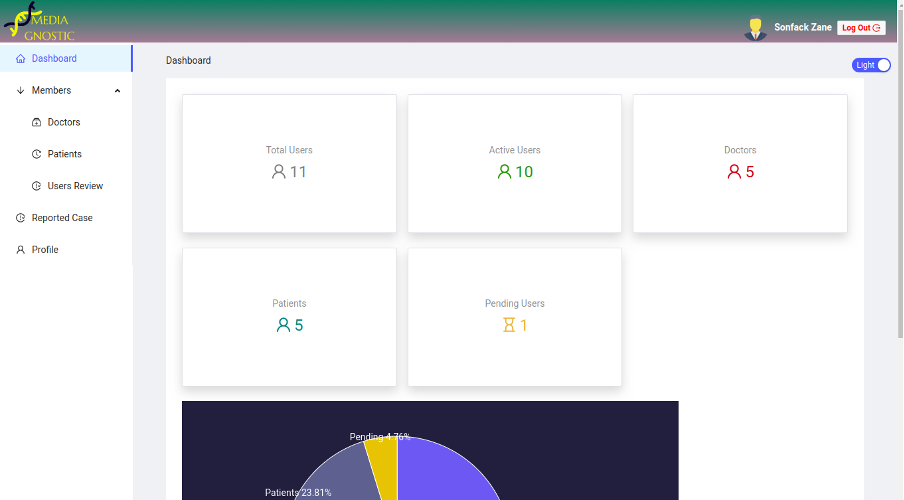 MEDIA
GNOSTIC
Sonfack Zane
Log Out
Dashboard
Members
Doctors
Patients
Users Review
Reported Case
Profile
Dashboard
Light
Total Users
11
Active Users
10
Doctors
5
Patients
5
Pending Users
1
Pending 4.76%
Patients 23.81%